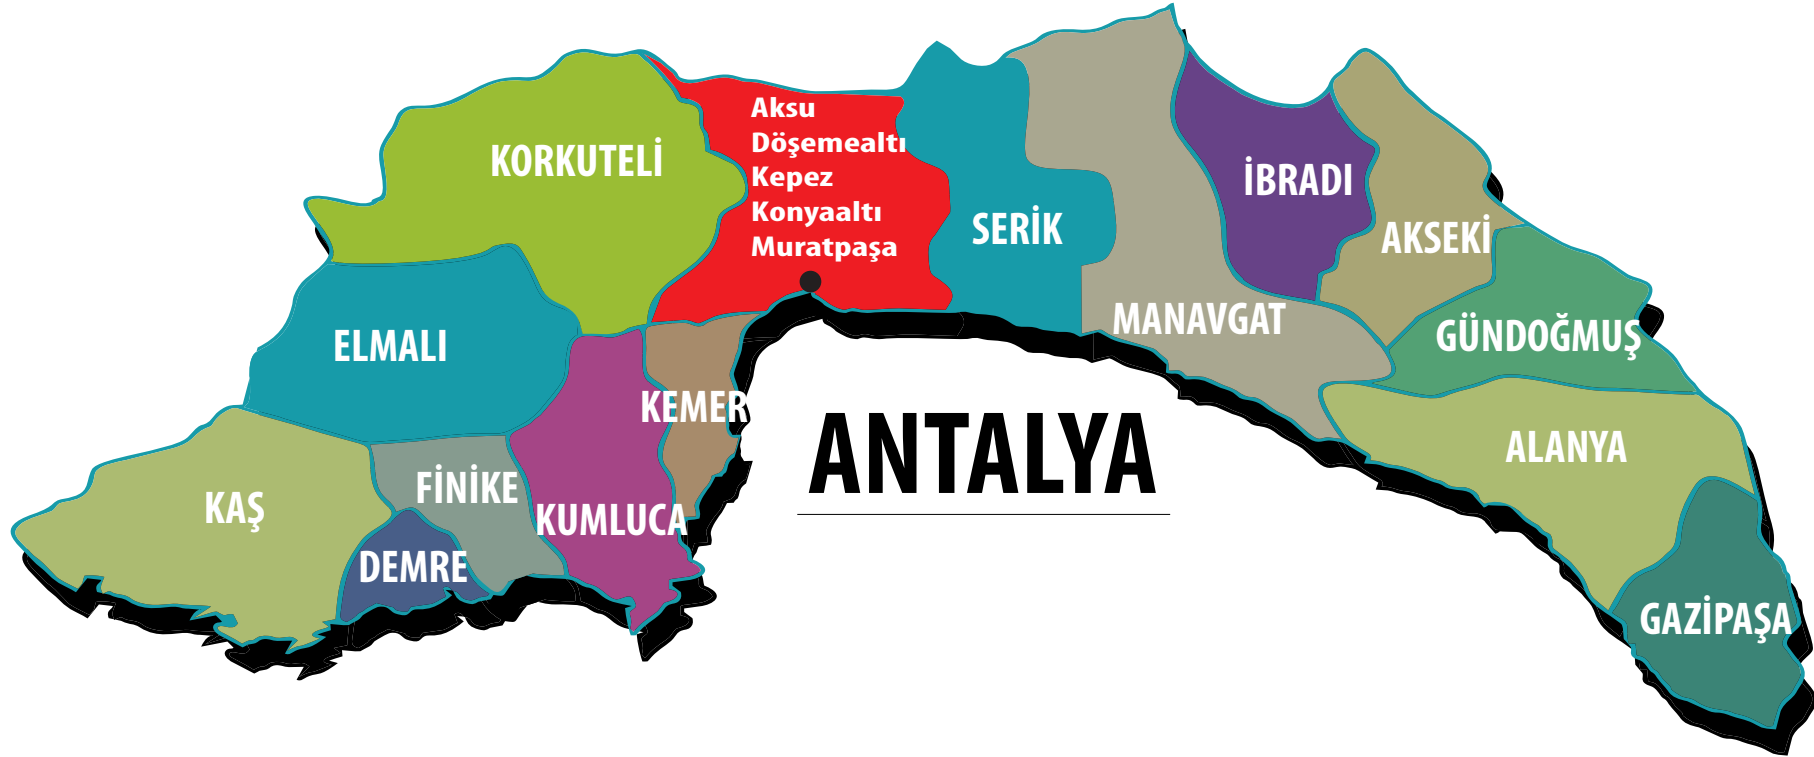 KORKUTELİ
Aksu
Döşemealtı
Kepez
Konyaaltı
Muratpaşa
SERİK
İBRADI
AKSEKİ
ELMALI
MANAVGAT
GÜNDOĞMUŞ
KEMER
ANTALYA
ALANYA
KAŞ
FİNİKE
KUMLUCA
DEMRE
GAZİPAŞA